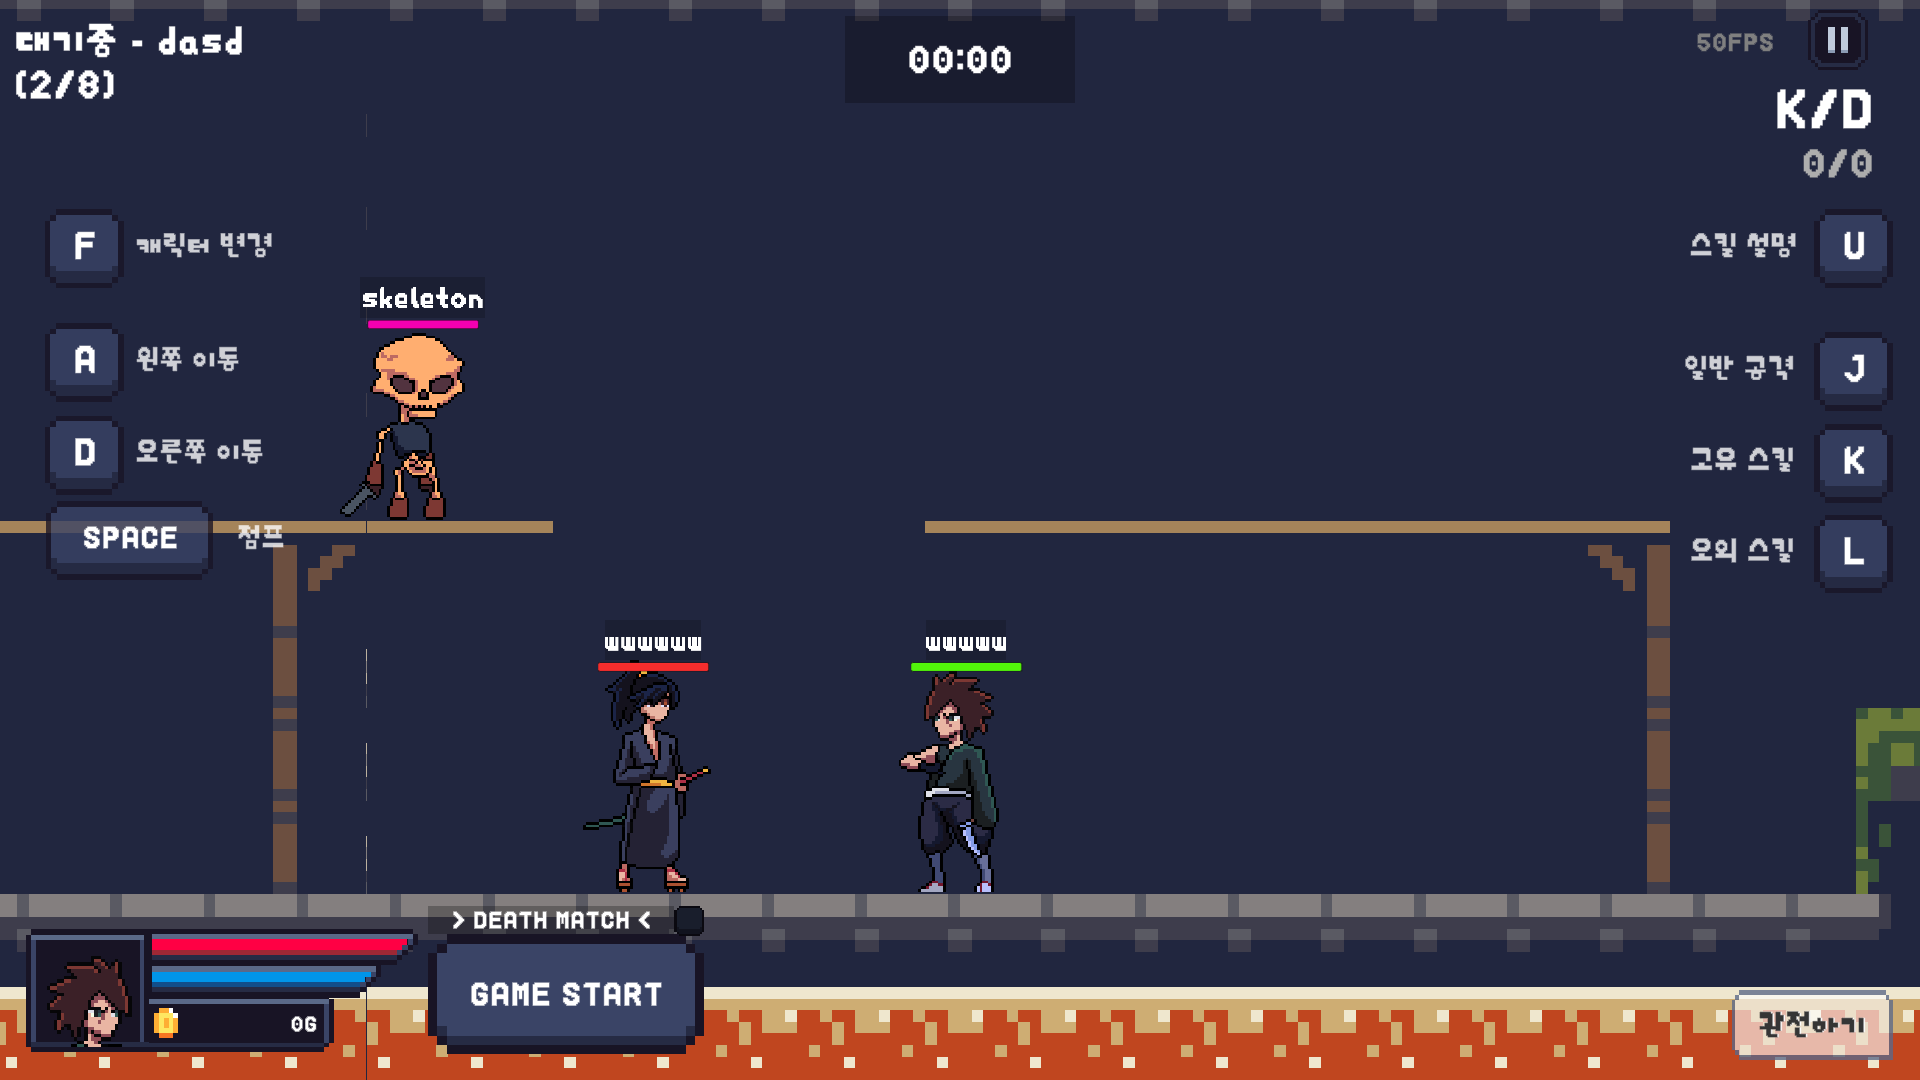 대기중 - dasd
(2/8)
00:00
50FPS
K/D
0/0
F 캐릭터 변경
스킬 설명 U
skeleton
A 왼쪽 이동
일반 공격 J
D 오른쪽 이동
고유 스킬 K
SPACE 점프
오의 스킬 L
wwwwww
wwwww
> DEATH MATCH <
GAME START
0G
관전하기